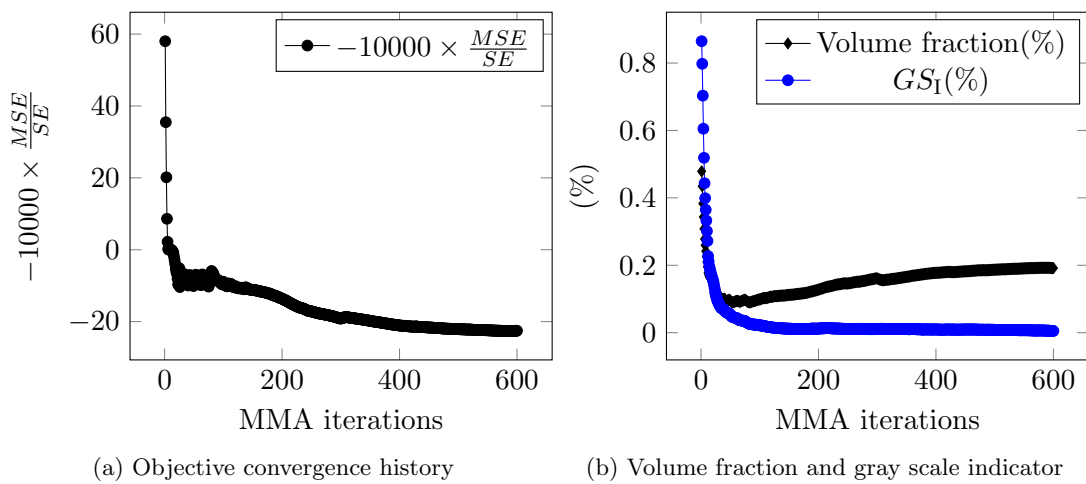 60
40
20
0
−20
0 200 400 600
−10000 × MSE/SE
MMA iterations
−10000 × MSE/SE
(a) Objective convergence history
0.8
0.6
0.4
0.2
0
0 200 400 600
(%)
MMA iterations
Volume fraction(%)
GS_I(%)
(b) Volume fraction and gray scale indicator